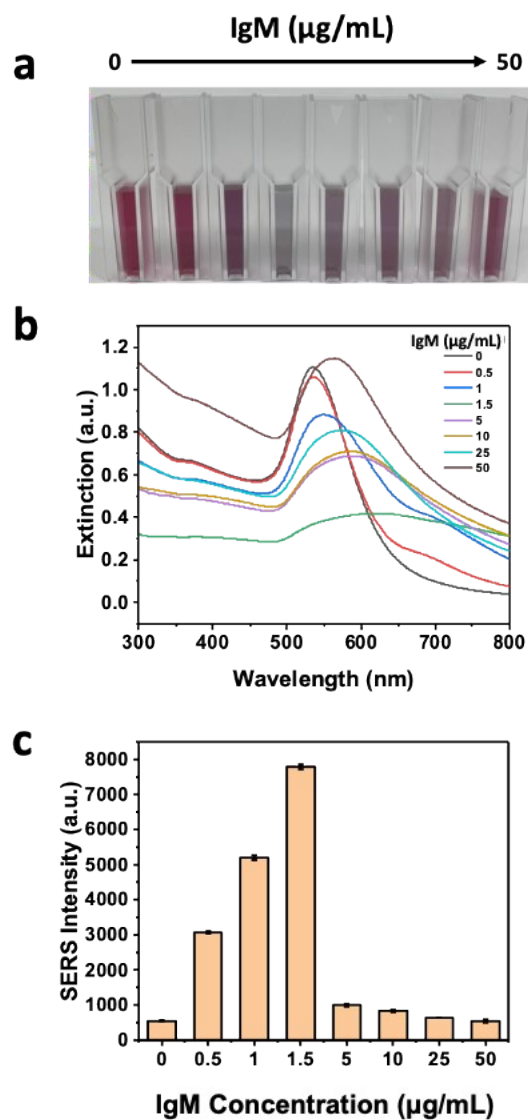 IgM (µg/mL)
a
0
50
b
Extinction (a.u.)
1.2
1.0
0.8
0.6
0.4
0.2
0.0
IgM (µg/mL)
0
0.5
1
1.5
5
10
25
50
300 400 500 600 700 800
Wavelength (nm)
c
SERS Intensity (a.u.)
8000
7000
6000
5000
4000
3000
2000
1000
0
0 0.5 1 1.5 5 10 25 50
IgM Concentration (µg/mL)